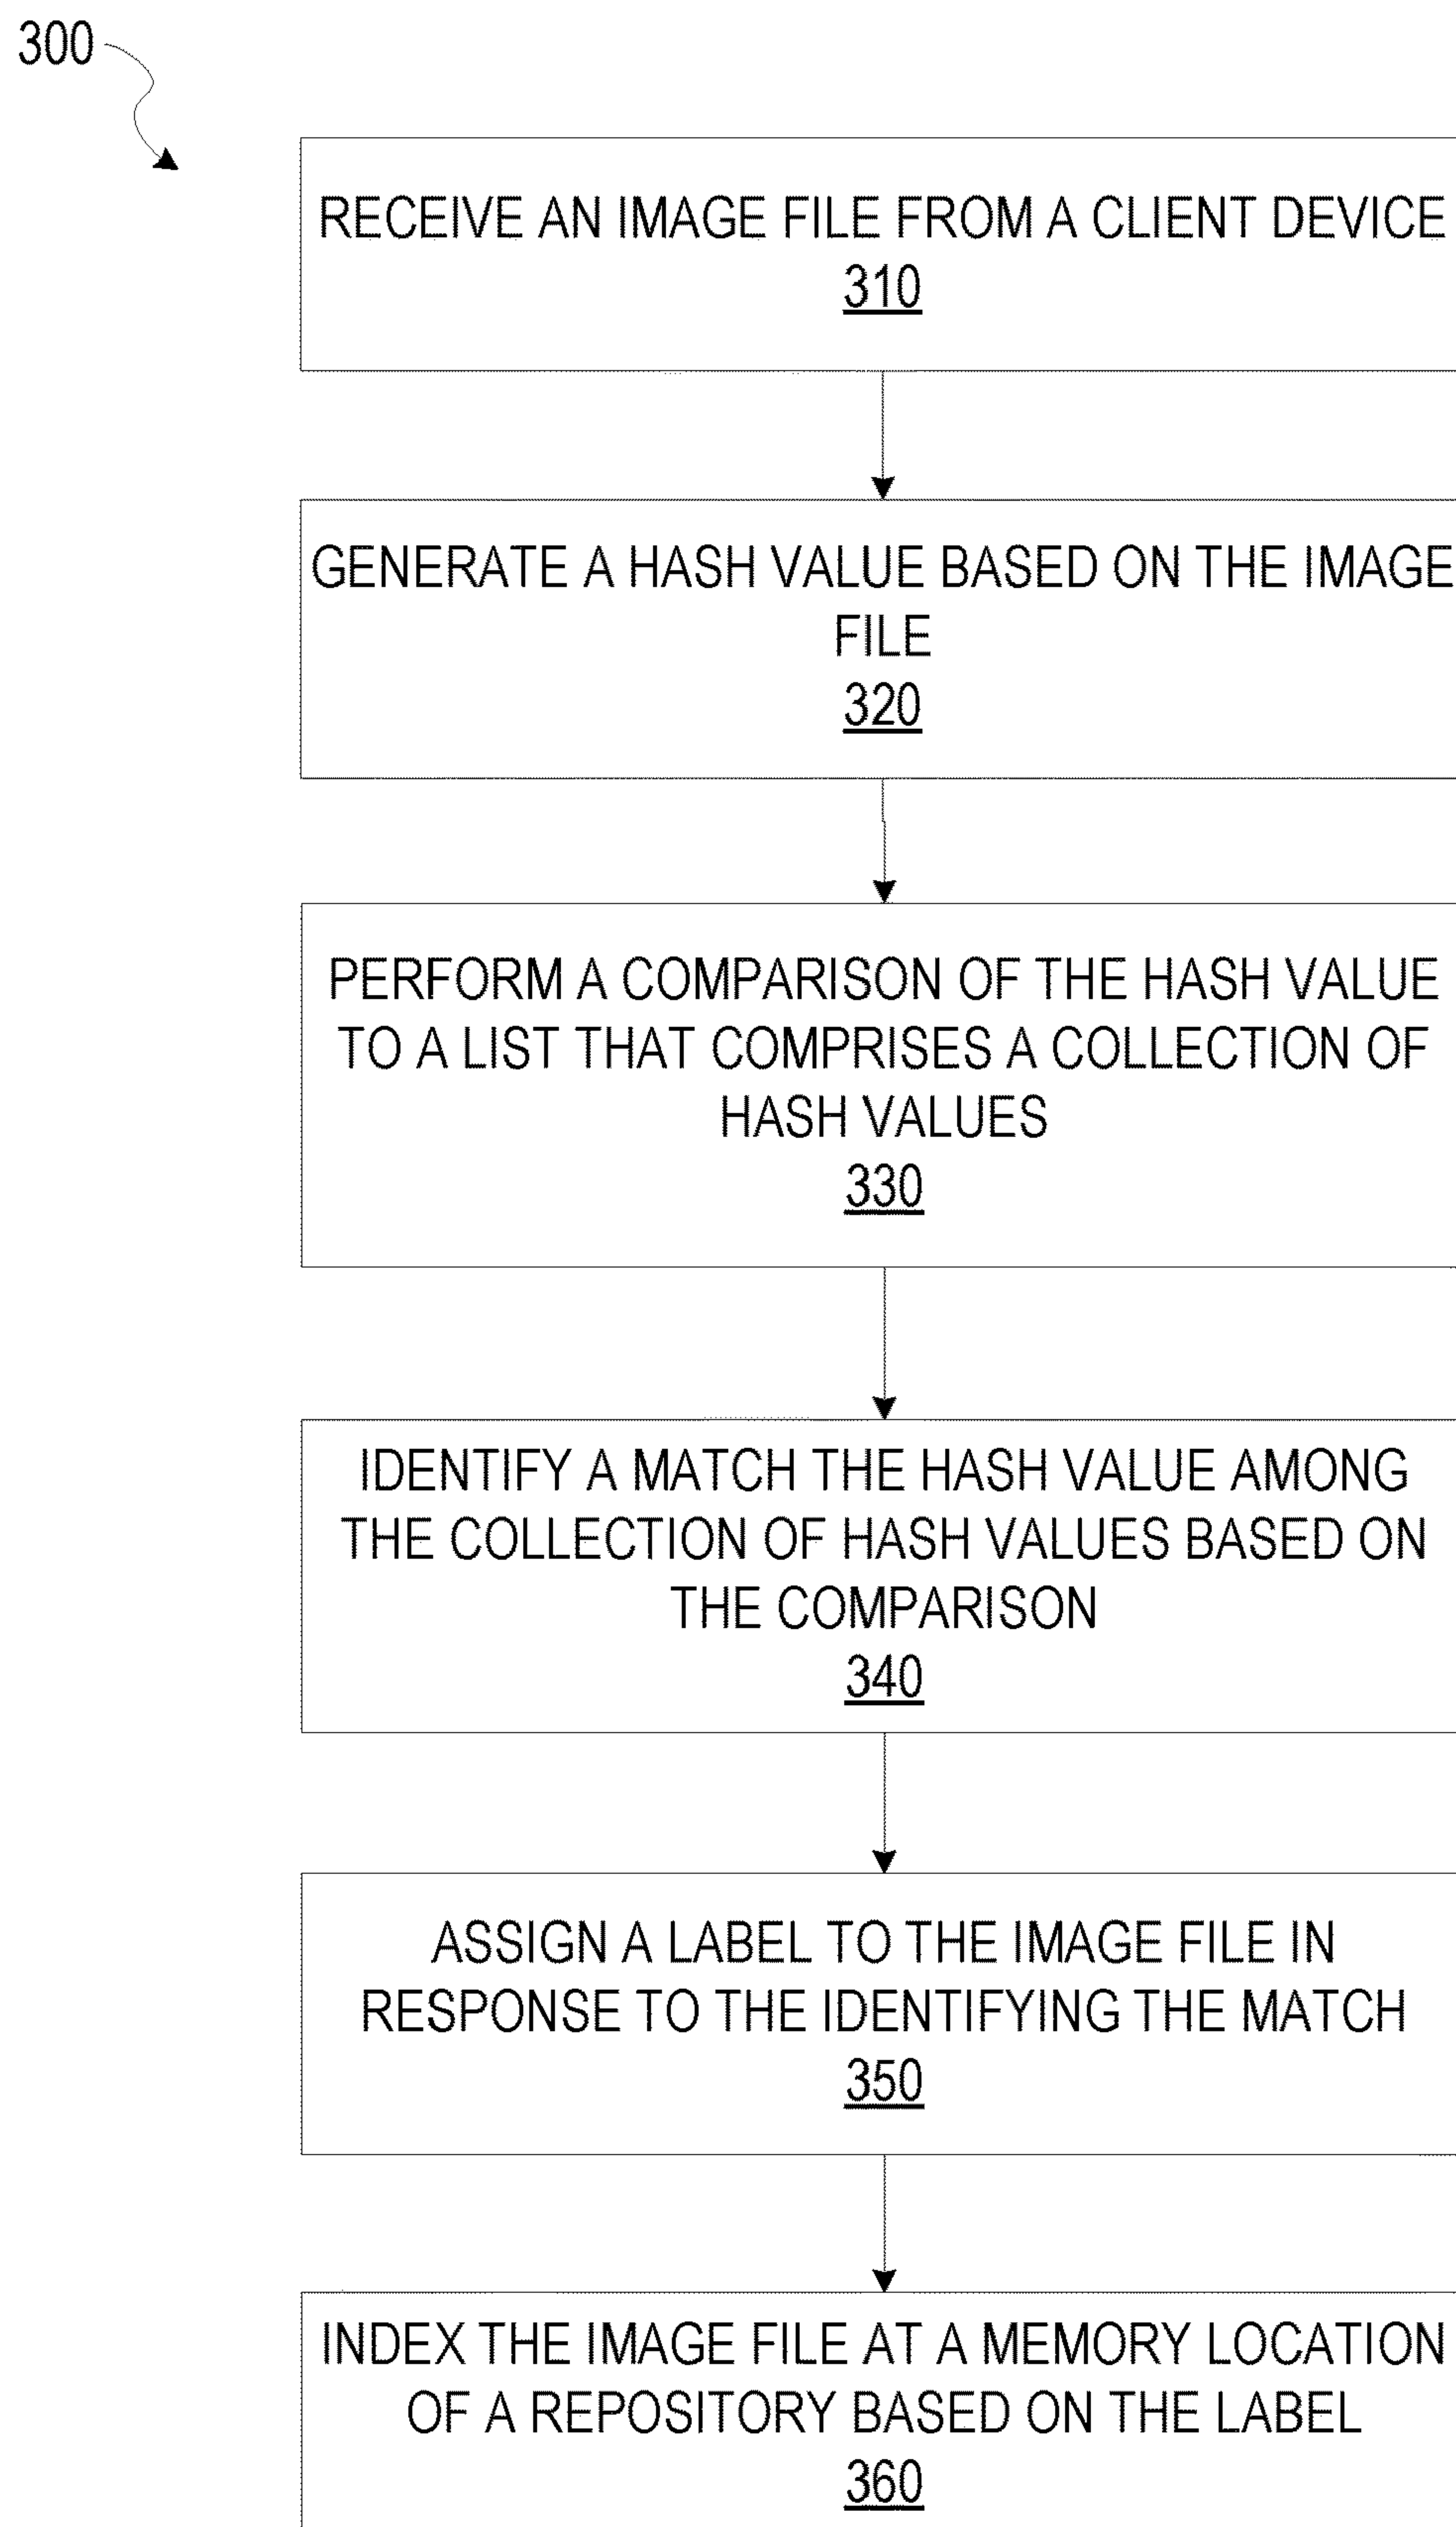 300
RECEIVE AN IMAGE FILE FROM A CLIENT DEVICE
310
GENERATE A HASH VALUE BASED ON THE IMAGE
FILE
320
PERFORM A COMPARISON OF THE HASH VALUE
TO A LIST THAT COMPRISES A COLLECTION OF
HASH VALUES
330
IDENTIFY A MATCH THE HASH VALUE AMONG
THE COLLECTION OF HASH VALUES BASED ON
THE COMPARISON
340
ASSIGN A LABEL TO THE IMAGE FILE IN
RESPONSE TO THE IDENTIFYING THE MATCH
350
INDEX THE IMAGE FILE AT A MEMORY LOCATION
OF A REPOSITORY BASED ON THE LABEL
360